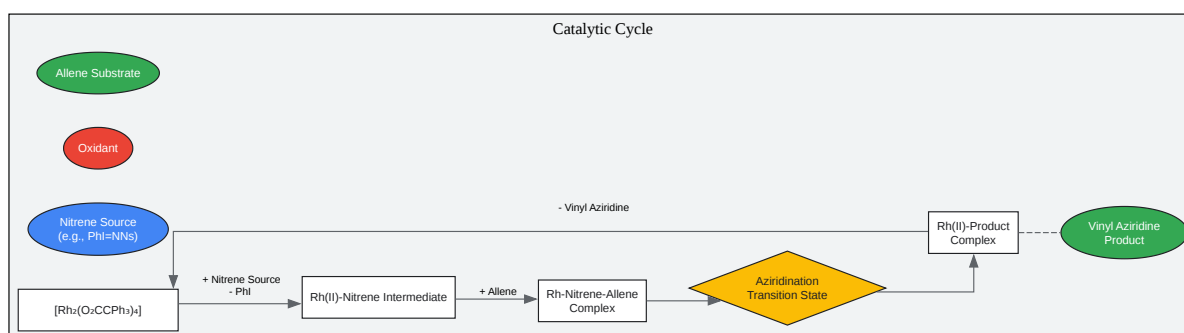 Catalytic Cycle
Allene Substrate
Oxidant
Nitrene Source
(e.g., PhI=NNs)
- Vinyl Aziridine
Rh(II)-Product
Complex
Vinyl Aziridine
Product
+ Nitrene Source
- PhI
[Rh₂(O₂CCPh₃)₄]
Rh(II)-Nitrene Intermediate
+ Allene
Rh-Nitrene-Allene
Complex
Aziridination
Transition State